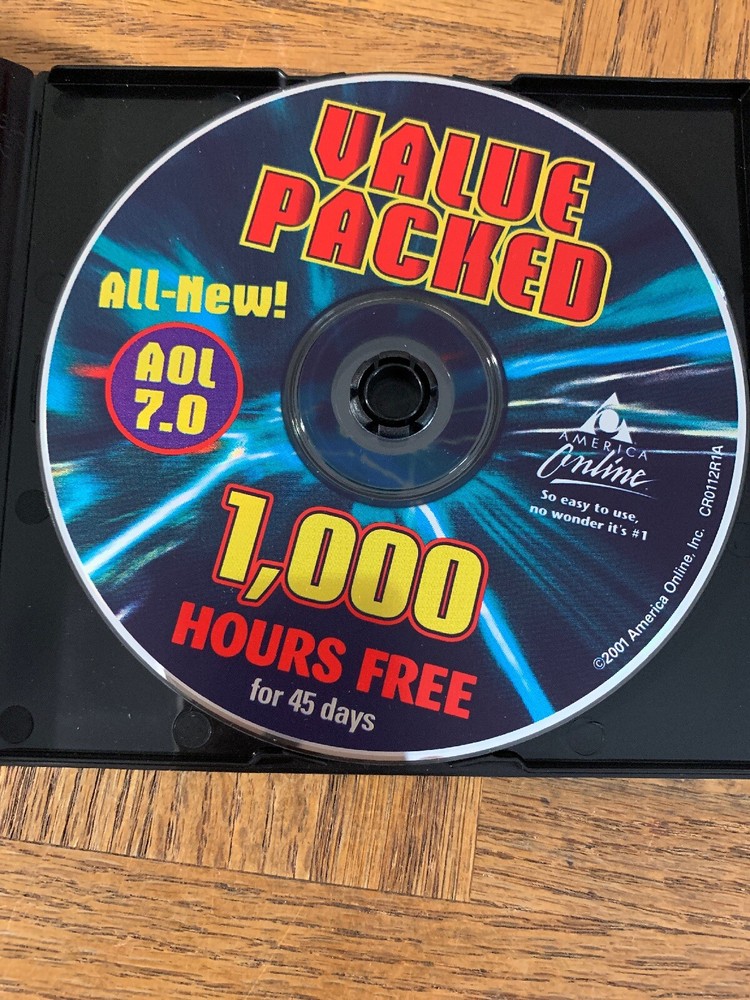 VALUE
PACKED
All-New!
AOL
7.0
AMERICA
Online
So easy to use,
no wonder it's #1
1,000
HOURS FREE
for 45 days
©2001 America Online, Inc. CR0112R1A